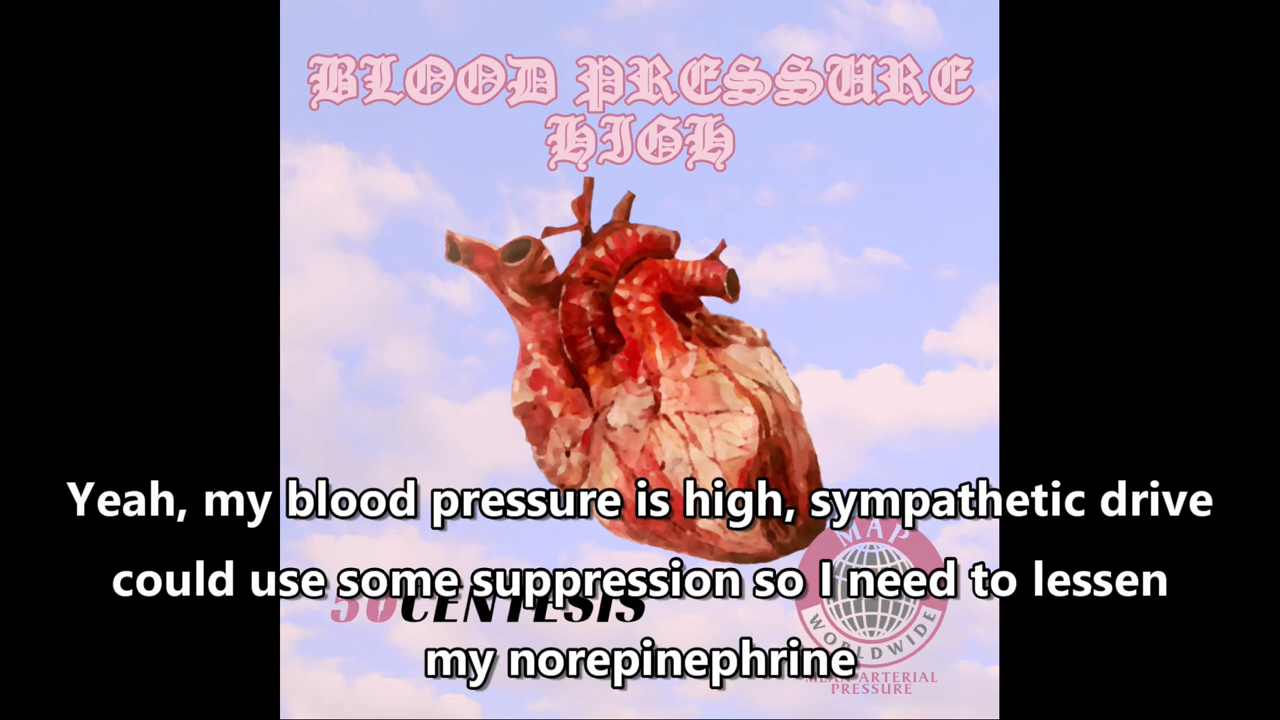 BLOOD PRESSURE
HIGH
Yeah, my blood pressure is high, sympathetic drive
could use some suppression so I need to lessen
my norepinephrine
50CENTESIS
MAP
WORLDWIDE
MEAN ARTERIAL
PRESSURE